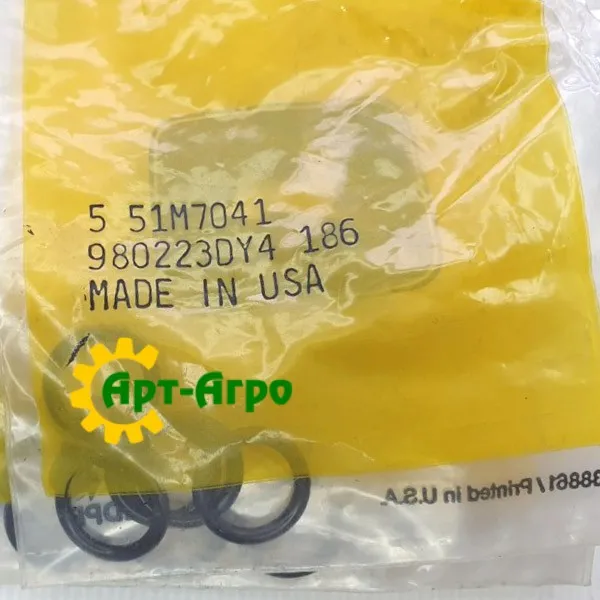 5 51M7041
980223DY4 186
MADE IN USA
Арт-Агро
38861 / Printed in U.S.A.